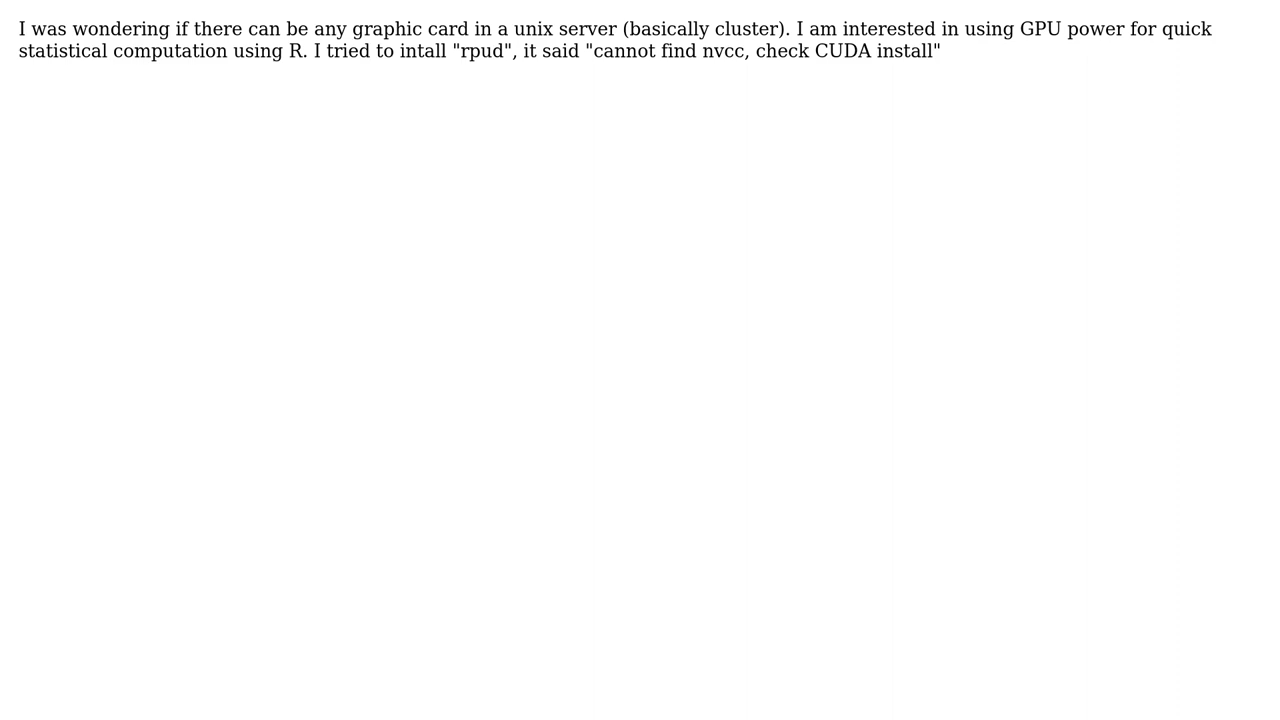 I was wondering if there can be any graphic card in a unix server (basically cluster). I am interested in using GPU power for quick
statistical computation using R. I tried to intall "rpud", it said "cannot find nvcc, check CUDA install"